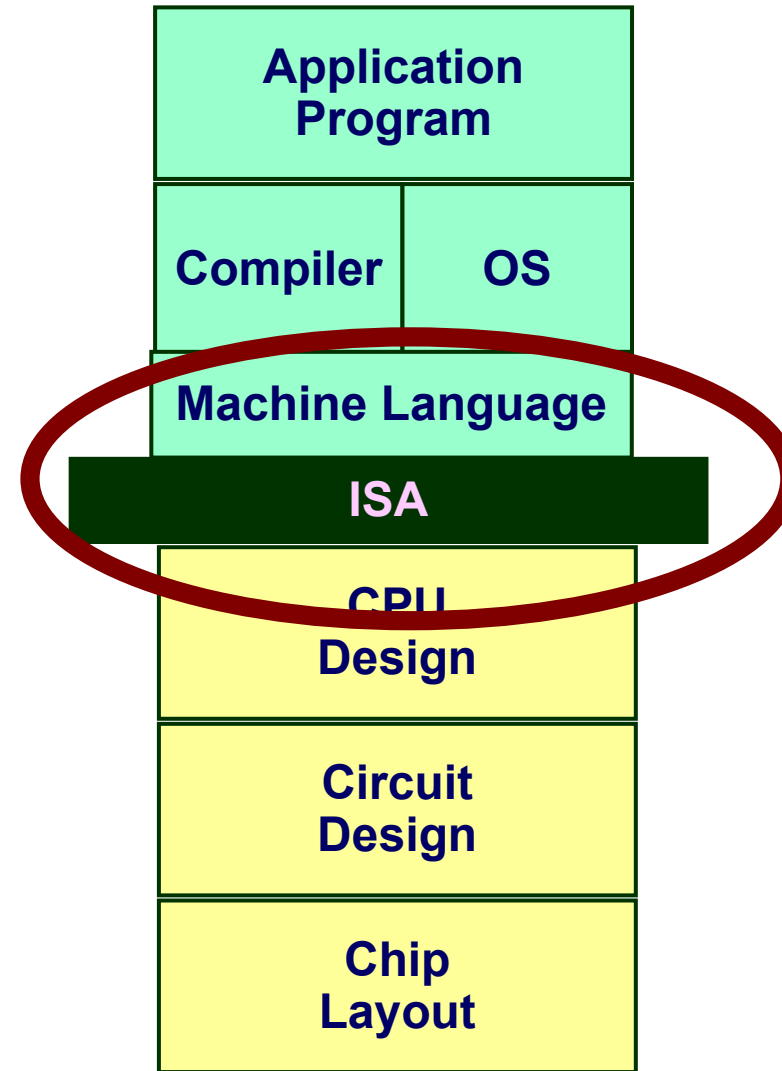 Application
Program
Compiler OS
Machine Language
ISA
CPU
Design
Circuit
Design
Chip
Layout